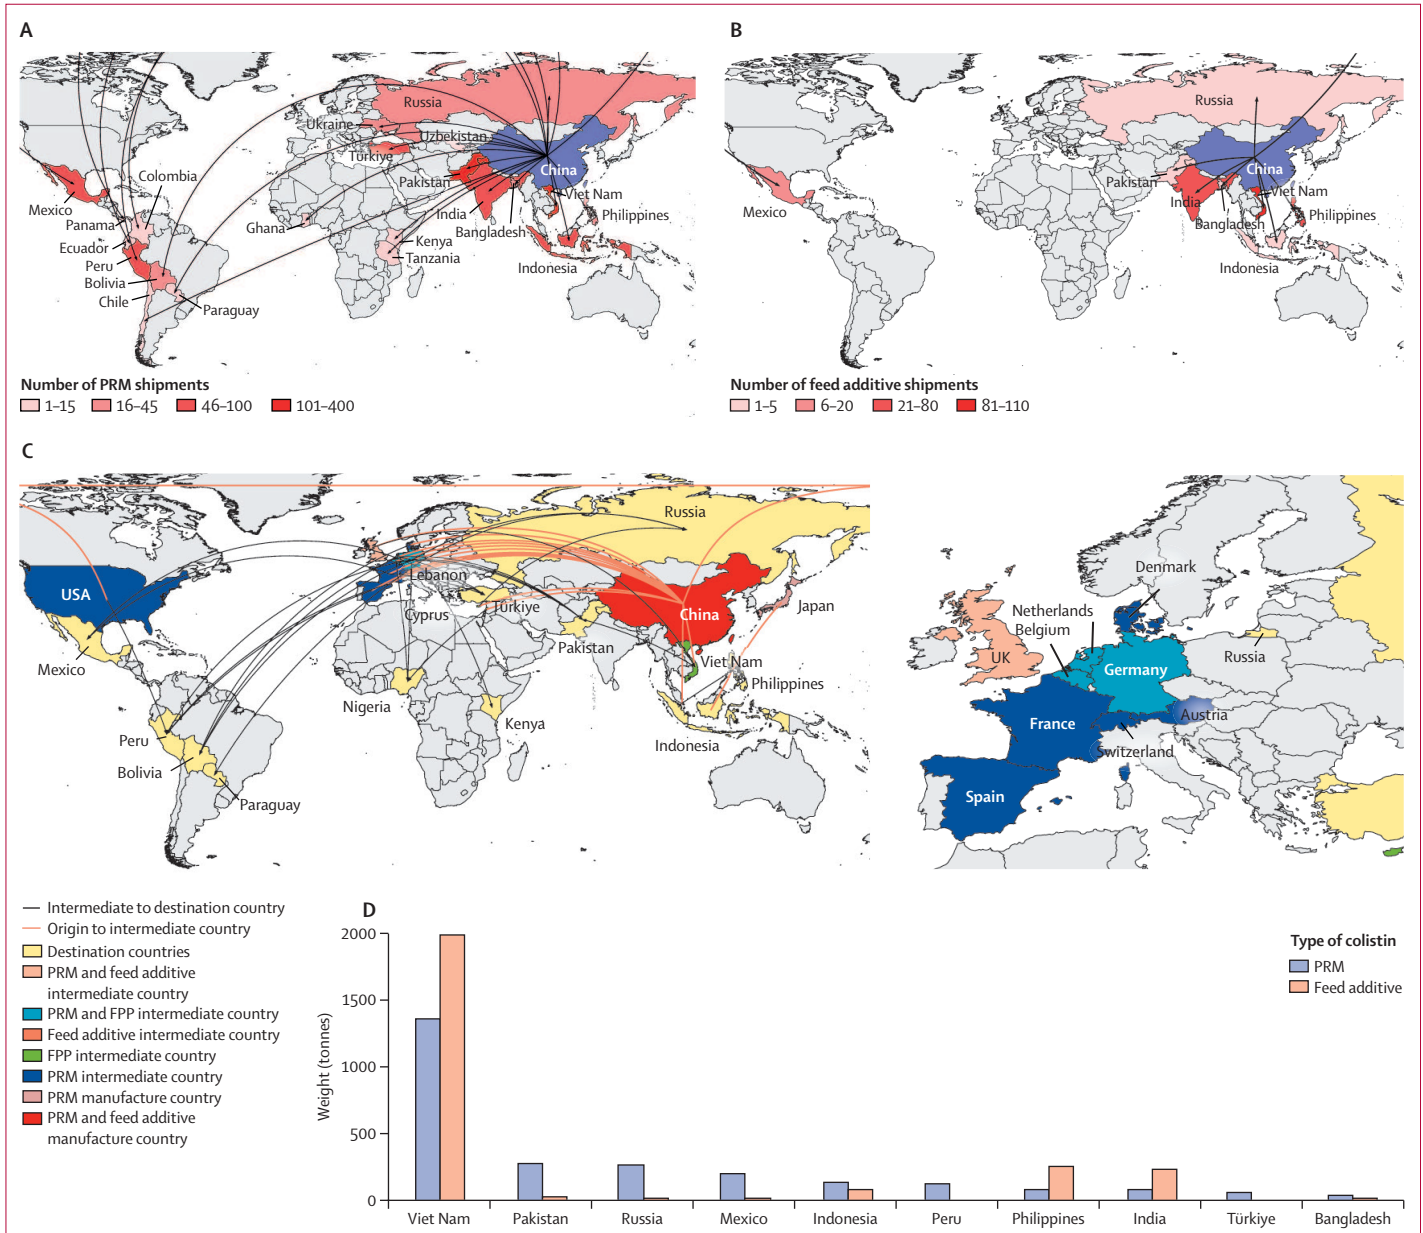 A
Russia
Ukraine
Uzbekistan
Türkiye
China
Pakistan
Colombia
Viet Nam
Mexico
Panama
India
Philippines
Ghana
Bangladesh
Ecuador
Kenya
Peru
Tanzania
Indonesia
Bolivia
Chile
Paraguay
Number of PRM shipments
1–15 16–45 46–100 101–400
B
Russia
China
Pakistan
Viet Nam
India
Mexico
Philippines
Bangladesh
Indonesia
Number of feed additive shipments
1–5 6–20 21–80 81–110
C
Russia
Lebanon
USA
Türkiye
Japan
Cyprus
China
Pakistan
Mexico
Viet Nam
Philippines
Nigeria
Kenya
Peru
Indonesia
Bolivia
Paraguay
Denmark
Netherlands
Belgium
UK
Russia
Germany
Austria
France
Switzerland
Spain
Intermediate to destination country
Origin to intermediate country
Destination countries
PRM and feed additive
intermediate country
PRM and FPP intermediate country
Feed additive intermediate country
FPP intermediate country
PRM intermediate country
PRM manufacture country
PRM and feed additive
manufacture country
D
Type of colistin
PRM
Feed additive
Weight (tonnes)
2000
1500
1000
500
0
Viet Nam Pakistan Russia Mexico Indonesia Peru Philippines India Türkiye Bangladesh